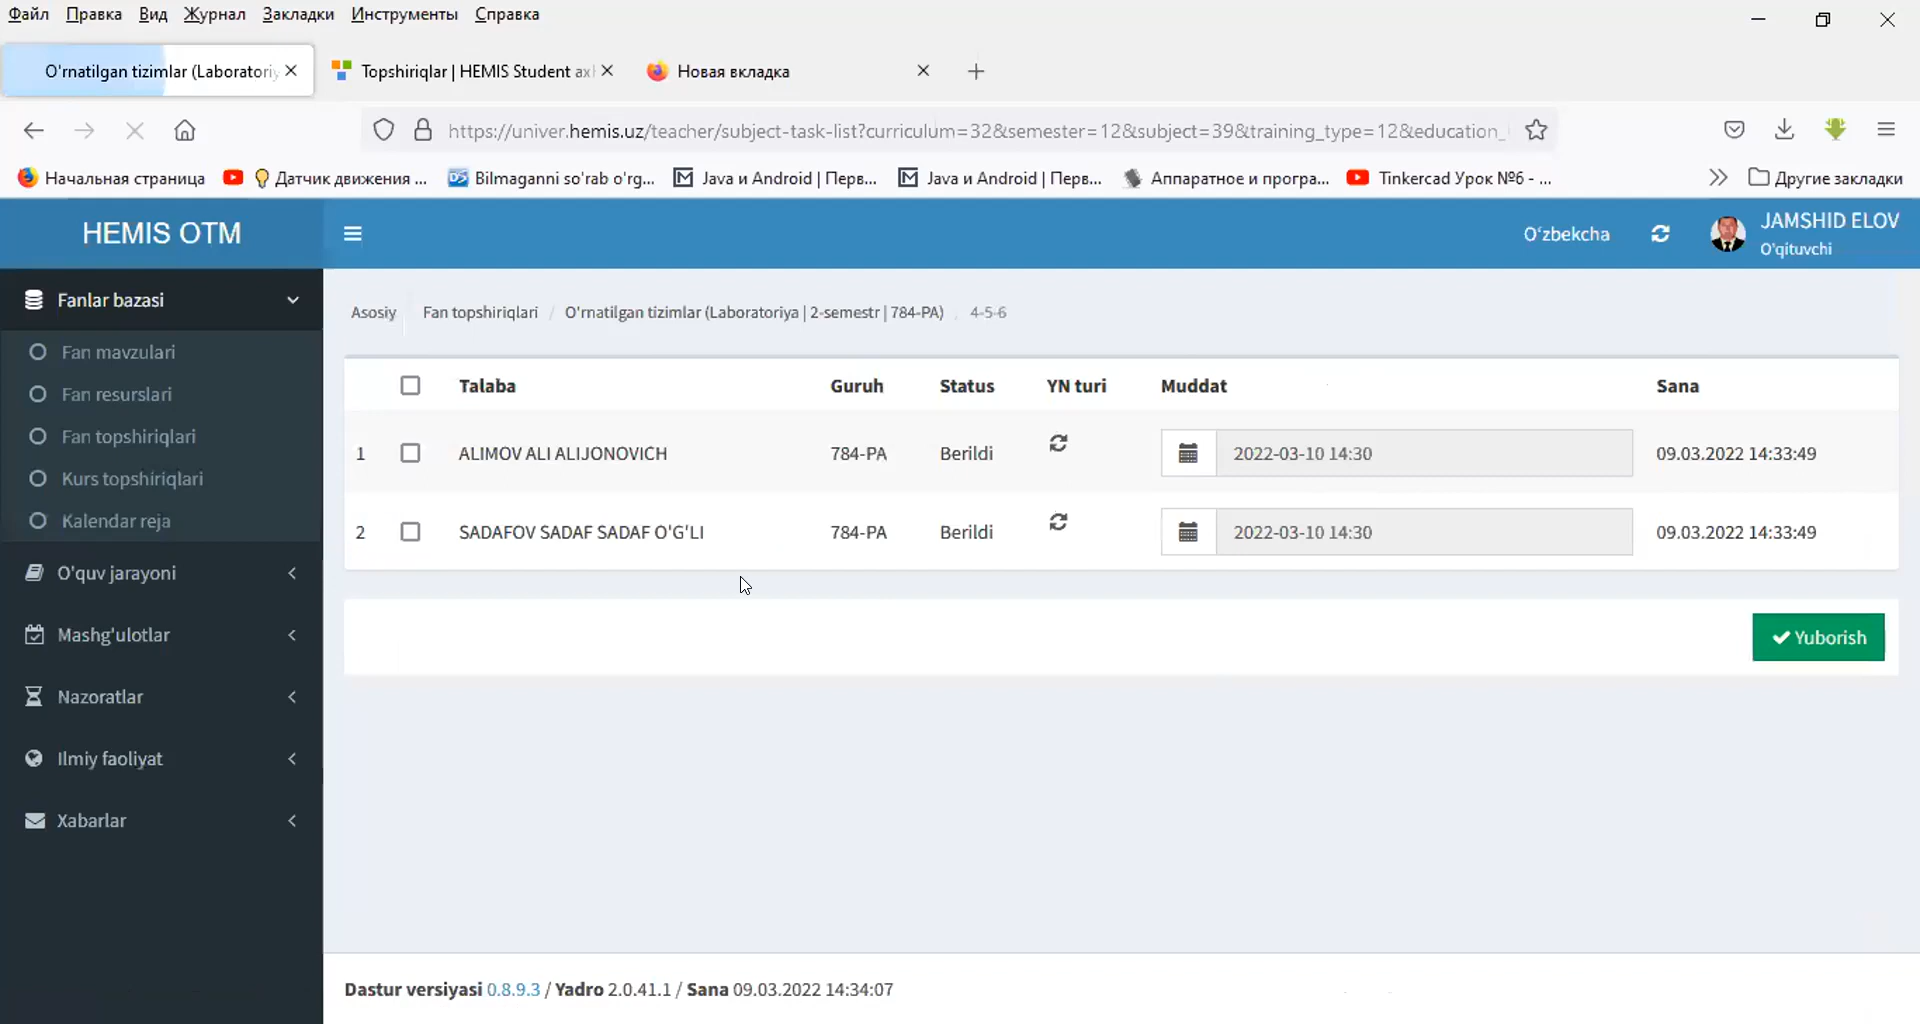 Файл Правка Вид Журнал Закладки Инструменты Справка
O'rnatilgan tizimlar (Laboratoriy
Topshiriqlar | HEMIS Student ax
Новая вкладка
https://univer.hemis.uz/teacher/subject-task-list?curriculum=32&semester=12&subject=39&training_type=12&education_
Начальная страница
Датчик движения ...
Bilmaganni so'rab o'rg...
Java и Android | Перв...
Java и Android | Перв...
Аппаратное и програ...
Tinkercad Урок №6 - ...
Другие закладки
HEMIS OTM
O'zbekcha
JAMSHID ELOV
O'qituvchi
Fanlar bazasi
Fan mavzulari
Fan resurslari
Fan topshiriqlari
Kurs topshiriqlari
Kalendar reja
O'quv jarayoni
Mashg'ulotlar
Nazoratlar
Ilmiy faoliyat
Xabarlar
Asosiy Fan topshiriqlari / O'rnatilgan tizimlar (Laboratoriya | 2-semestr | 784-PA) 4-5-6
Talaba Guruh Status YN turi Muddat Sana
1 ALIMOV ALI ALIJONOVICH 784-PA Berildi 2022-03-10 14:30 09.03.2022 14:33:49
2 SADAFOV SADAF SADAF O'G'LI 784-PA Berildi 2022-03-10 14:30 09.03.2022 14:33:49
Yuborish
Dastur versiyasi 0.8.9.3 / Yadro 2.0.41.1 / Sana 09.03.2022 14:34:07